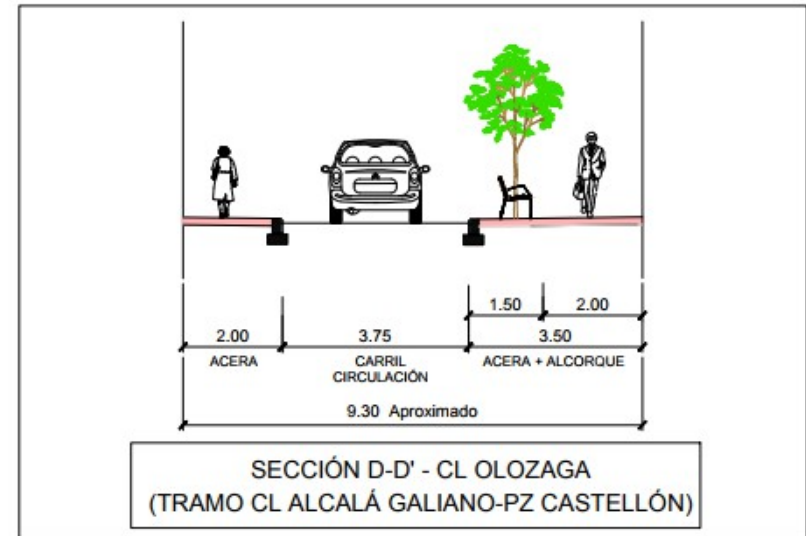 1.50 2.00
2.00 3.75 3.50
ACERA CARRIL ACERA + ALCORQUE
CIRCULACIÓN
9.30 Aproximado
SECCIÓN D-D' - CL OLOZAGA
(TRAMO CL ALCALÁ GALIANO-PZ CASTELLÓN)